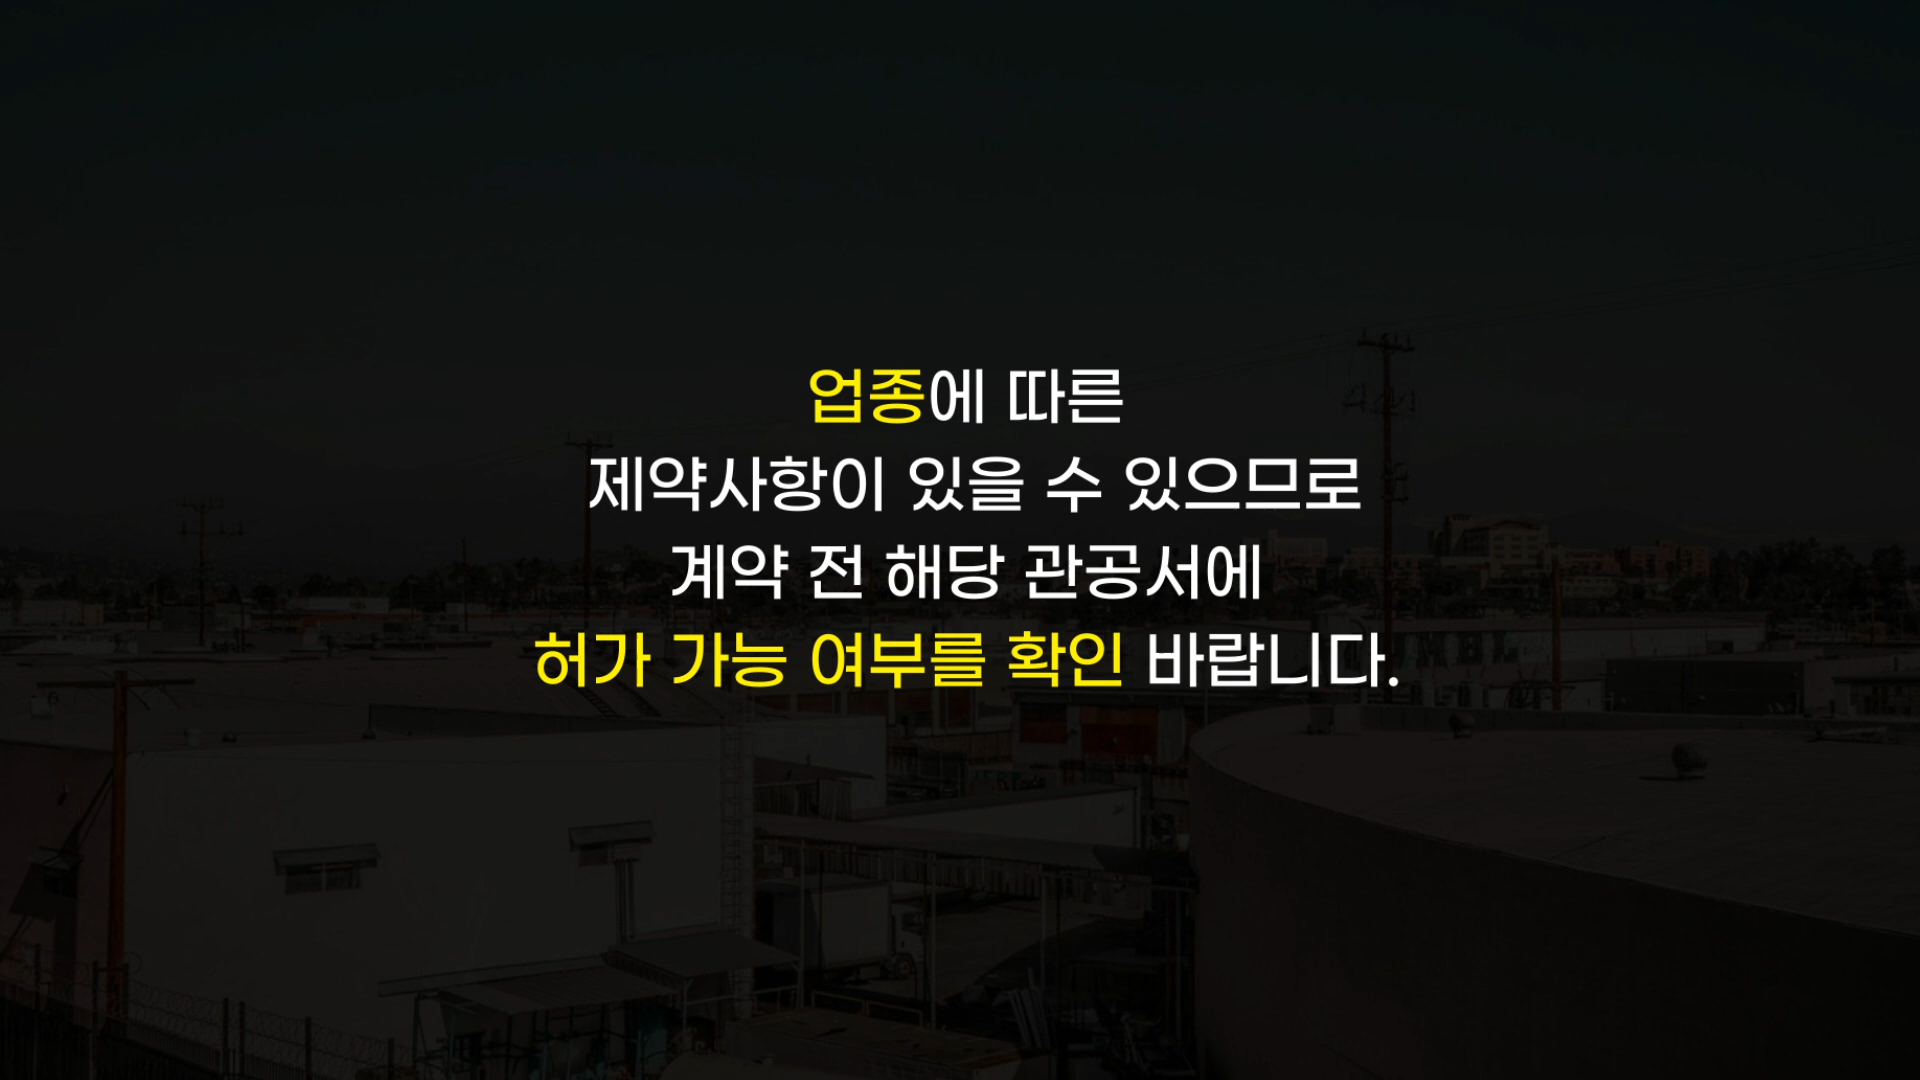 업종에 따른
제약사항이 있을 수 있으므로
계약 전 해당 관공서에
허가 가능 여부를 확인 바랍니다.